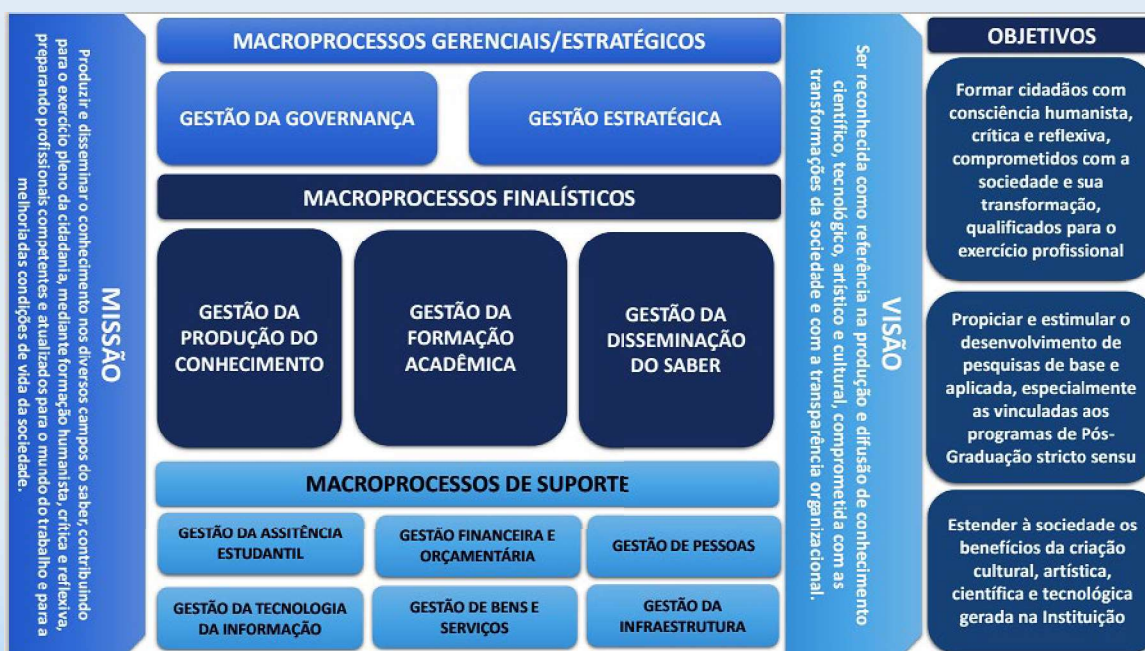 MISSÃO
Produzir e disseminar o conhecimento nos diversos campos do saber, contribuindo
para o exercício pleno da cidadania, mediante formação humanista, crítica e reflexiva,
preparando profissionais competentes e atualizados para o mundo do trabalho e para a
melhoria das condições de vida da sociedade.
MACROPROCESSOS GERENCIAIS/ESTRATÉGICOS
GESTÃO DA GOVERNANÇA
GESTÃO ESTRATÉGICA
MACROPROCESSOS FINALÍSTICOS
GESTÃO DA
PRODUÇÃO DO
CONHECIMENTO
GESTÃO DA
FORMAÇÃO
ACADÊMICA
GESTÃO DA
DISSEMINAÇÃO
DO SABER
MACROPROCESSOS DE SUPORTE
GESTÃO DA ASSITÊNCIA
ESTUDANTIL
GESTÃO FINANCEIRA E
ORÇAMENTÁRIA
GESTÃO DE PESSOAS
GESTÃO DA TECNOLOGIA
DA INFORMAÇÃO
GESTÃO DE BENS E
SERVIÇOS
GESTÃO DA
INFRAESTRUTURA
VISÃO
Ser reconhecida como referência na produção e difusão de conhecimento
científico, tecnológico, artístico e cultural, comprometida com as
transformações da sociedade e com a transparência organizacional.
OBJETIVOS
Formar cidadãos com
consciência humanista,
crítica e reflexiva,
comprometidos com a
sociedade e sua
transformação,
qualificados para o
exercício profissional
Propiciar e estimular o
desenvolvimento de
pesquisas de base e
aplicada, especialmente
as vinculadas aos
programas de Pós-
Graduação stricto sensu
Estender à sociedade os
benefícios da criação
cultural, artística,
científica e tecnológica
gerada na Instituição